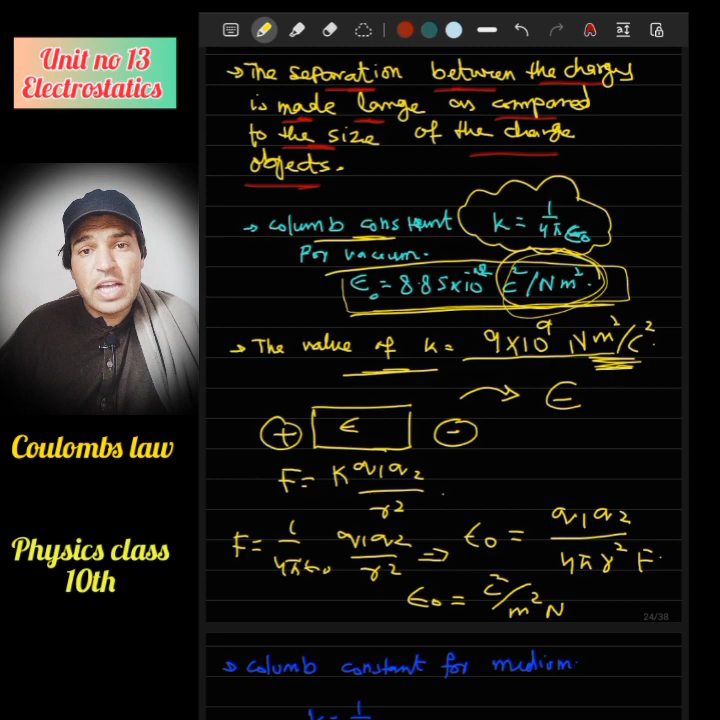 Unit no 13
Electrostatics
→ The separation between the charges
is made large as compared
to the size of the charge
objects.
→ columb constant k = 1/4πϵ₀
For vacuum.
ϵ₀ = 8.85×10⁻¹² c²/Nm².
→ The value of k = 9×10⁹ Nm²/c².
→ ϵ
+ ϵ −
F = K q₁q₂/r².
F = 1/4πϵ₀ q₁q₂/r² ⇒ ϵ₀ = q₁q₂/4πr² F.
ϵ₀ = c²/m²N
24/38
→ columb constant for medium.
k = 1
Coulombs law
Physics class
10th